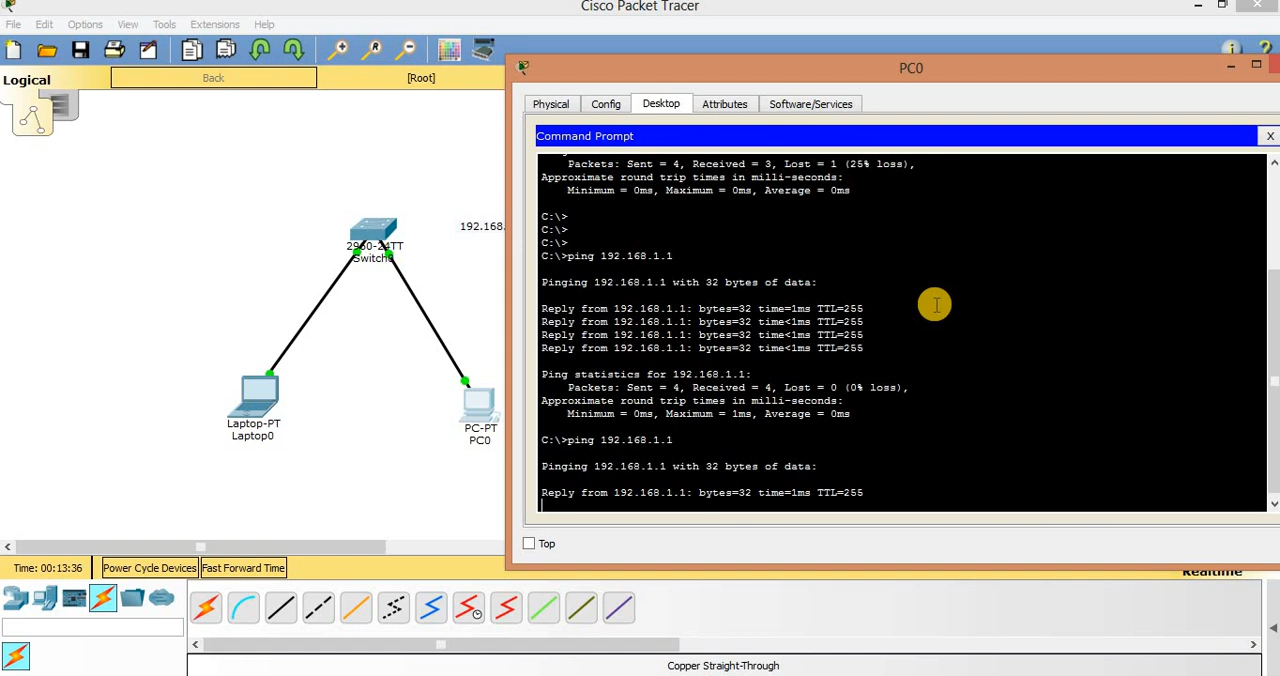 Cisco Packet Tracer
File Edit Options View Tools Extensions Help
Logical
Back
[Root]
PC0
Physical Config Desktop Attributes Software/Services
Command Prompt
X
Packets: Sent = 4, Received = 3, Lost = 1 (25% loss),
Approximate round trip times in milli-seconds:
Minimum = 0ms, Maximum = 0ms, Average = 0ms
C:\>
C:\>
C:\>
C:\>ping 192.168.1.1
Pinging 192.168.1.1 with 32 bytes of data:
Reply from 192.168.1.1: bytes=32 time=1ms TTL=255
Reply from 192.168.1.1: bytes=32 time<1ms TTL=255
Reply from 192.168.1.1: bytes=32 time<1ms TTL=255
Reply from 192.168.1.1: bytes=32 time<1ms TTL=255
Ping statistics for 192.168.1.1:
Packets: Sent = 4, Received = 4, Lost = 0 (0% loss),
Approximate round trip times in milli-seconds:
Minimum = 0ms, Maximum = 1ms, Average = 0ms
C:\>ping 192.168.1.1
Pinging 192.168.1.1 with 32 bytes of data:
Reply from 192.168.1.1: bytes=32 time=1ms TTL=255
192.168.
2960-24TT
Switch0
Laptop-PT
Laptop0
PC-PT
PC0
Top
Time: 00:13:36 Power Cycle Devices Fast Forward Time
Realtime
Copper Straight-Through